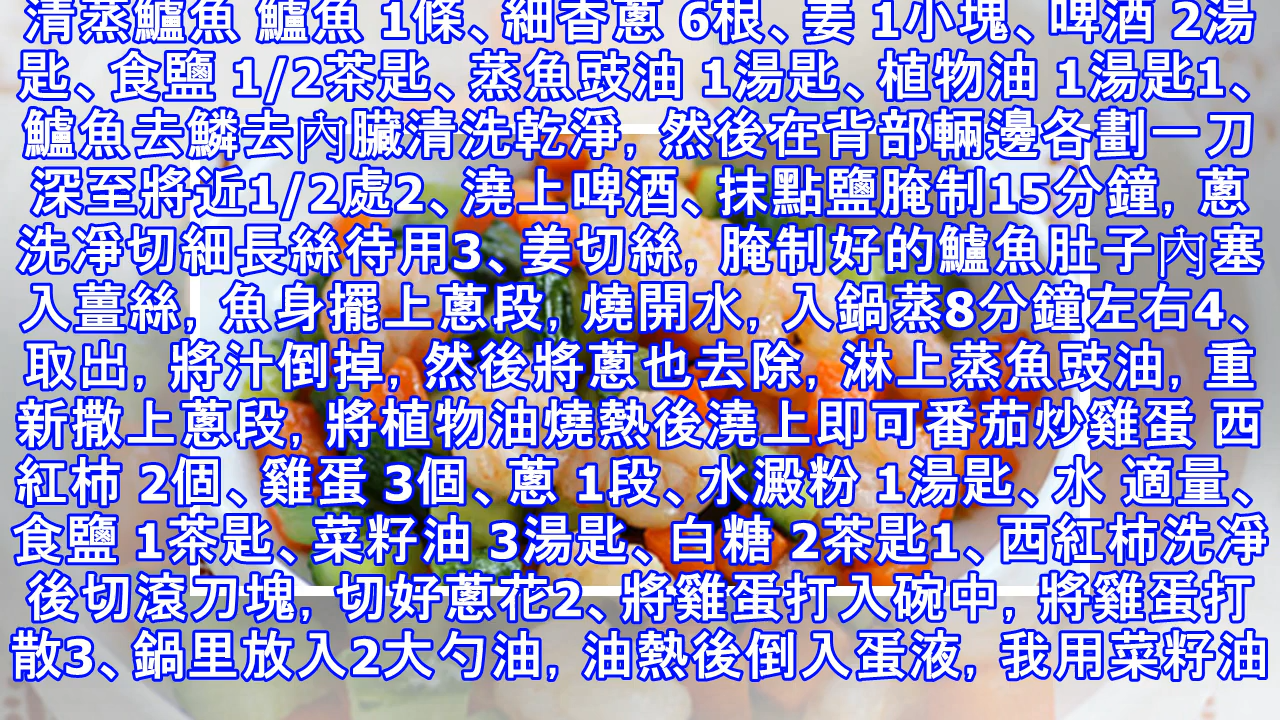 清蒸鱸魚 鱸魚 1條、細香蔥 6根、姜 1小塊、啤酒 2湯
匙、食鹽 1/2茶匙、蒸魚豉油 1湯匙、植物油 1湯匙1、
鱸魚去鱗去內臟清洗乾淨, 然後在背部輛邊各劃一刀
深至將近1/2處2、澆上啤酒、抹點鹽腌制15分鐘, 蔥
洗凈切細長絲待用3、姜切絲, 腌制好的鱸魚肚子內塞
入薑絲, 魚身擺上蔥段, 燒開水, 入鍋蒸8分鐘左右4、
取出, 將汁倒掉, 然後將蔥也去除, 淋上蒸魚豉油, 重
新撒上蔥段, 將植物油燒熱後澆上即可番茄炒雞蛋 西
紅柿 2個、雞蛋 3個、蔥 1段、水澱粉 1湯匙、水 適量、
食鹽 1茶匙、菜籽油 3湯匙、白糖 2茶匙1、西紅柿洗凈
後切滾刀塊, 切好蔥花2、將雞蛋打入碗中, 將雞蛋打
散3、鍋里放入2大勺油, 油熱後倒入蛋液, 我用菜籽油